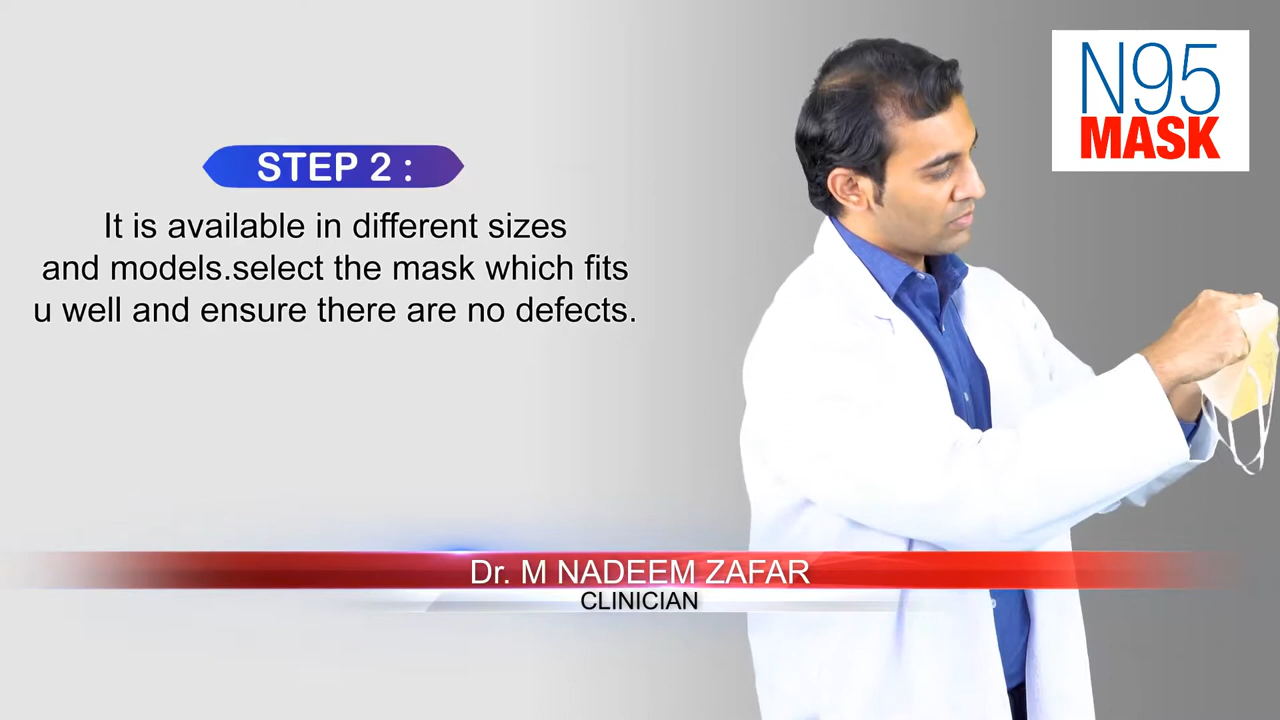 N95
MASK
STEP 2 :
It is available in different sizes
and models.select the mask which fits
u well and ensure there are no defects.
Dr. M NADEEM ZAFAR
CLINICIAN